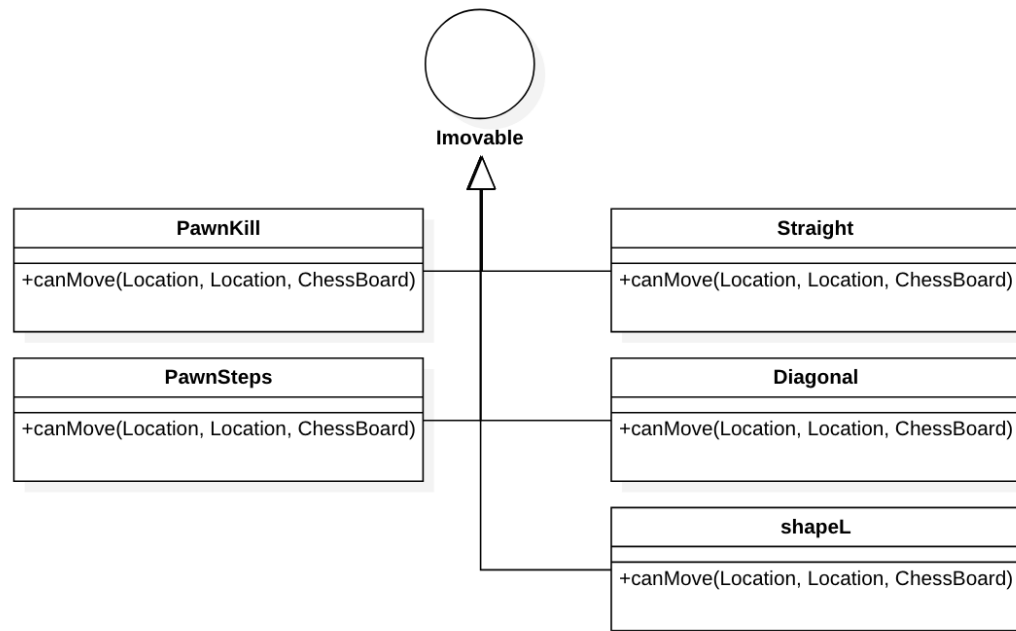 Imovable
PawnKill
+canMove(Location, Location, ChessBoard)
Straight
+canMove(Location, Location, ChessBoard)
PawnSteps
+canMove(Location, Location, ChessBoard)
Diagonal
+canMove(Location, Location, ChessBoard)
shapeL
+canMove(Location, Location, ChessBoard)